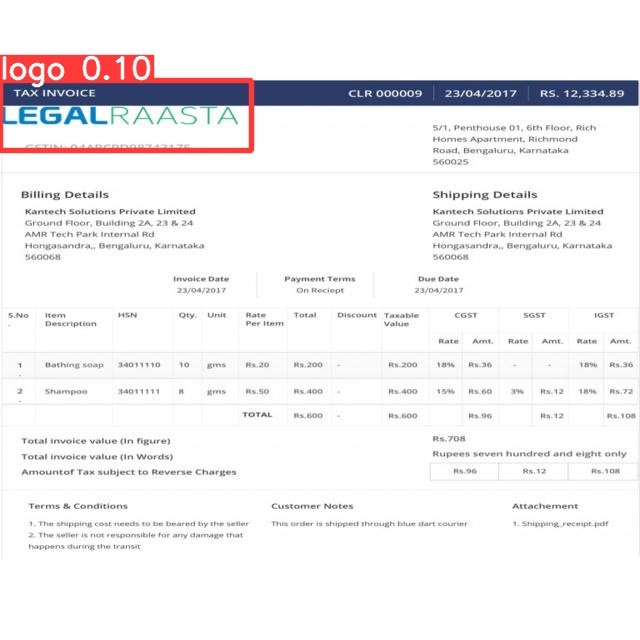 logo 0.10
TAX INVOICE CLR 000009 23/04/2017 RS. 12,334.89
LEGALRAASTA
5/1, Penthouse 01, 6th Floor, Rich
Homes Apartment, Richmond
Road, Bengaluru, Karnataka
560025
Billing Details
Kantech Solutions Private Limited
Ground Floor, Building 2A, 23 & 24
AMR Tech Park Internal Rd
Hongasandra,, Bengaluru, Karnataka
560068
Shipping Details
Kantech Solutions Private Limited
Ground Floor, Building 2A, 23 & 24
AMR Tech Park Internal Rd
Hongasandra,, Bengaluru, Karnataka
560068
Invoice Date Payment Terms Due Date
23/04/2017 On Reciept 23/04/2017
S.No . Item Description HSN Qty. Unit Rate Per Item Total Discount Taxable Value CGST SGST IGST
Rate Amt. Rate Amt. Rate Amt.
1 . Bathing soap 34011110 10 gms Rs.20 Rs.200 - Rs.200 18% Rs.36 - - 18% Rs.36
2 . Shampoo 34011111 8 gms Rs.50 Rs.400 - Rs.400 15% Rs.60 3% Rs.12 18% Rs.72
TOTAL Rs.600 - Rs.600 Rs.96 Rs.12 Rs.108
Total invoice value (In figure) Rs.708
Total invoice value (In Words) Rupees seven hundred and eight only
Amountof Tax subject to Reverse Charges Rs.96 Rs.12 Rs.108
Terms & Conditions
1. The shipping cost needs to be beared by the seller
2. The seller is not responsible for any damage that
happens during the transit
Customer Notes
This order is shipped through blue dart courier
Attachement
1. Shipping_receipt.pdf